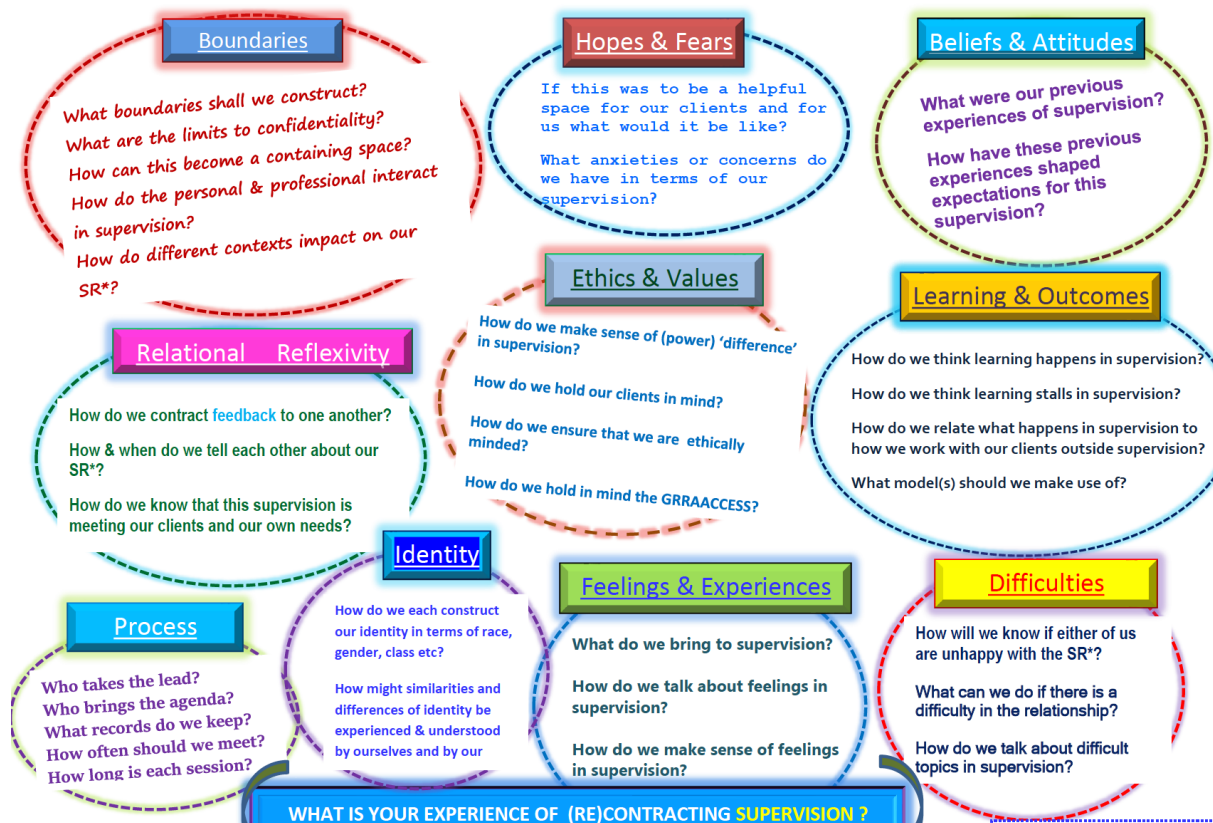 Boundaries
What boundaries shall we construct?
What are the limits to confidentiality?
How can this become a containing space?
How do the personal & professional interact
in supervision?
How do different contexts impact on our
SR*?
Hopes & Fears
If this was to be a helpful
space for our clients and for
us what would it be like?
What anxieties or concerns do
we have in terms of our
supervision?
Beliefs & Attitudes
What were our previous
experiences of supervision?
How have these previous
experiences shaped
expectations for this
supervision?
Relational Reflexivity
How do we contract feedback to one another?
How & when do we tell each other about our
SR*?
How do we know that this supervision is
meeting our clients and our own needs?
Ethics & Values
How do we make sense of (power) ‘difference’
in supervision?
How do we hold our clients in mind?
How do we ensure that we are ethically
minded?
How do we hold in mind the GRRAACCESS?
Learning & Outcomes
How do we think learning happens in supervision?
How do we think learning stalls in supervision?
How do we relate what happens in supervision to
how we work with our clients outside supervision?
What model(s) should we make use of?
Process
Who takes the lead?
Who brings the agenda?
What records do we keep?
How often should we meet?
How long is each session?
Identity
How do we each construct
our identity in terms of race,
gender, class etc?
How might similarities and
differences of identity be
experienced & understood
by ourselves and by our
Feelings & Experiences
What do we bring to supervision?
How do we talk about feelings in
supervision?
How do we make sense of feelings
in supervision?
Difficulties
How will we know if either of us
are unhappy with the SR*?
What can we do if there is a
difficulty in the relationship?
How do we talk about difficult
topics in supervision?
WHAT IS YOUR EXPERIENCE OF (RE)CONTRACTING SUPERVISION ?